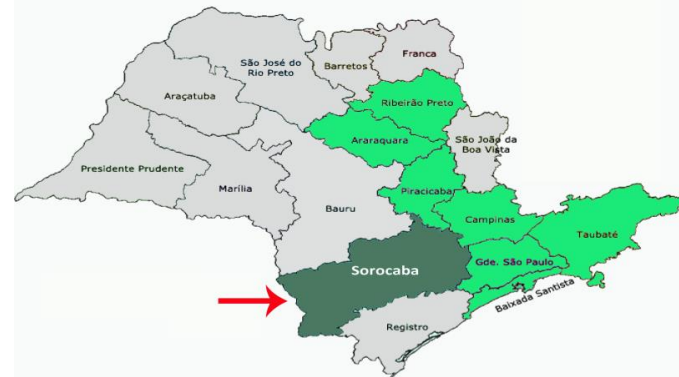 Franca
São José do
Rio Preto
Barretos
Araçatuba
Ribeirão Preto
Araraquara
São João da
Boa Vista
Presidente Prudente
Marília
Piracicaba
Bauru
Campinas
Taubaté
Sorocaba
Gde. São Paulo
Baixada Santista
Registro